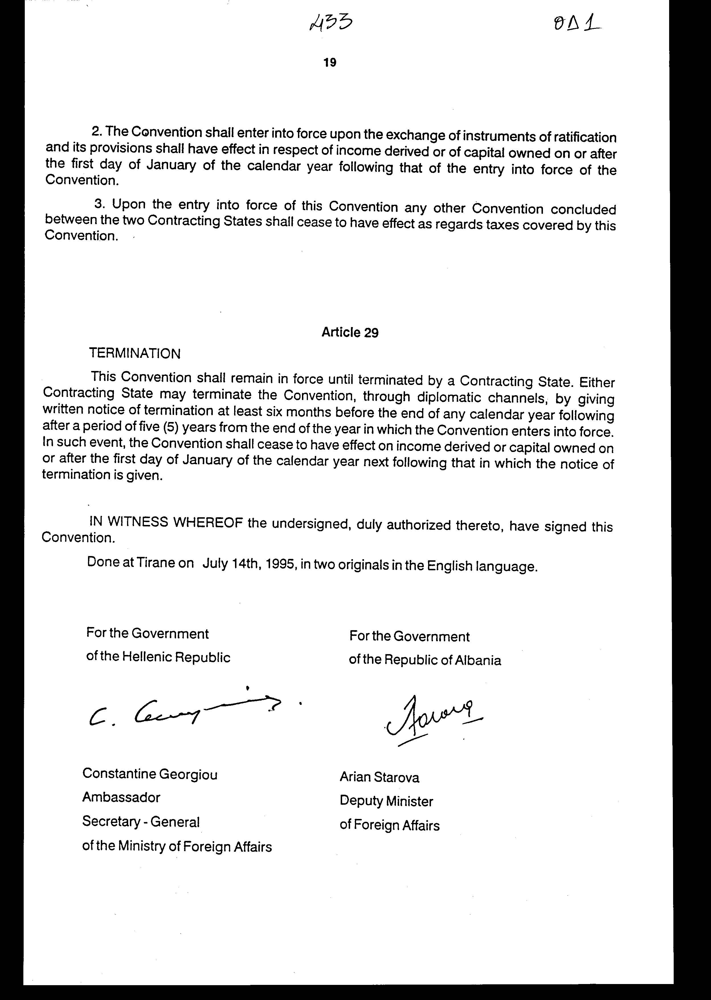 433 ΘΔ1
19
2. The Convention shall enter into force upon the exchange of instruments of ratification
and its provisions shall have effect in respect of income derived or of capital owned on or after
the first day of January of the calendar year following that of the entry into force of the
Convention.
3. Upon the entry into force of this Convention any other Convention concluded
between the two Contracting States shall cease to have effect as regards taxes covered by this
Convention.
Article 29
TERMINATION
This Convention shall remain in force until terminated by a Contracting State. Either
Contracting State may terminate the Convention, through diplomatic channels, by giving
written notice of termination at least six months before the end of any calendar year following
after a period of five (5) years from the end of the year in which the Convention enters into force.
In such event, the Convention shall cease to have effect on income derived or capital owned on
or after the first day of January of the calendar year next following that in which the notice of
termination is given.
IN WITNESS WHEREOF the undersigned, duly authorized thereto, have signed this
Convention.
Done at Tirane on July 14th, 1995, in two originals in the English language.
For the Government For the Government
of the Hellenic Republic of the Republic of Albania
C.
Constantine Georgiou Arian Starova
Ambassador Deputy Minister
Secretary - General of Foreign Affairs
of the Ministry of Foreign Affairs